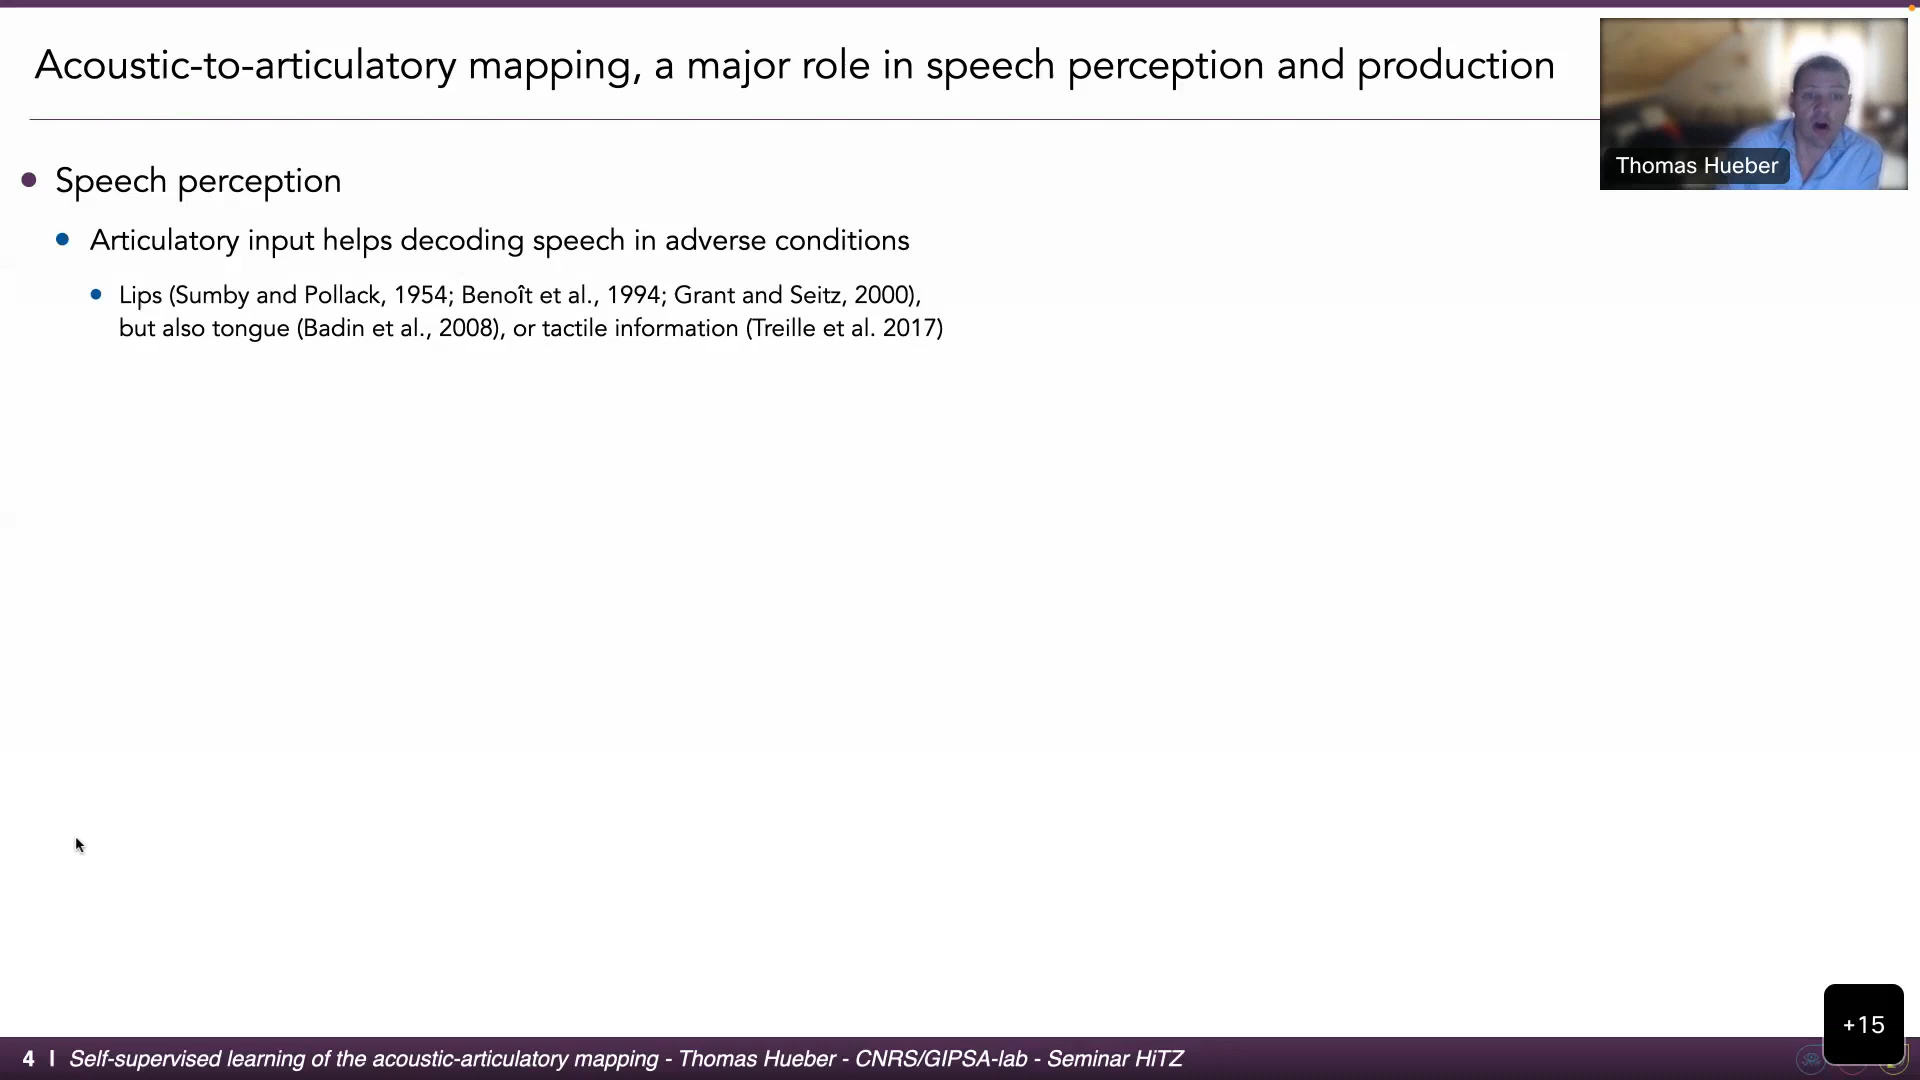 Acoustic-to-articulatory mapping, a major role in speech perception and production
Thomas Hueber
Speech perception
Articulatory input helps decoding speech in adverse conditions
Lips (Sumby and Pollack, 1954; Benoît et al., 1994; Grant and Seitz, 2000),
but also tongue (Badin et al., 2008), or tactile information (Treille et al. 2017)
+15
4 | Self-supervised learning of the acoustic-articulatory mapping - Thomas Hueber - CNRS/GIPSA-lab - Seminar HiTZ